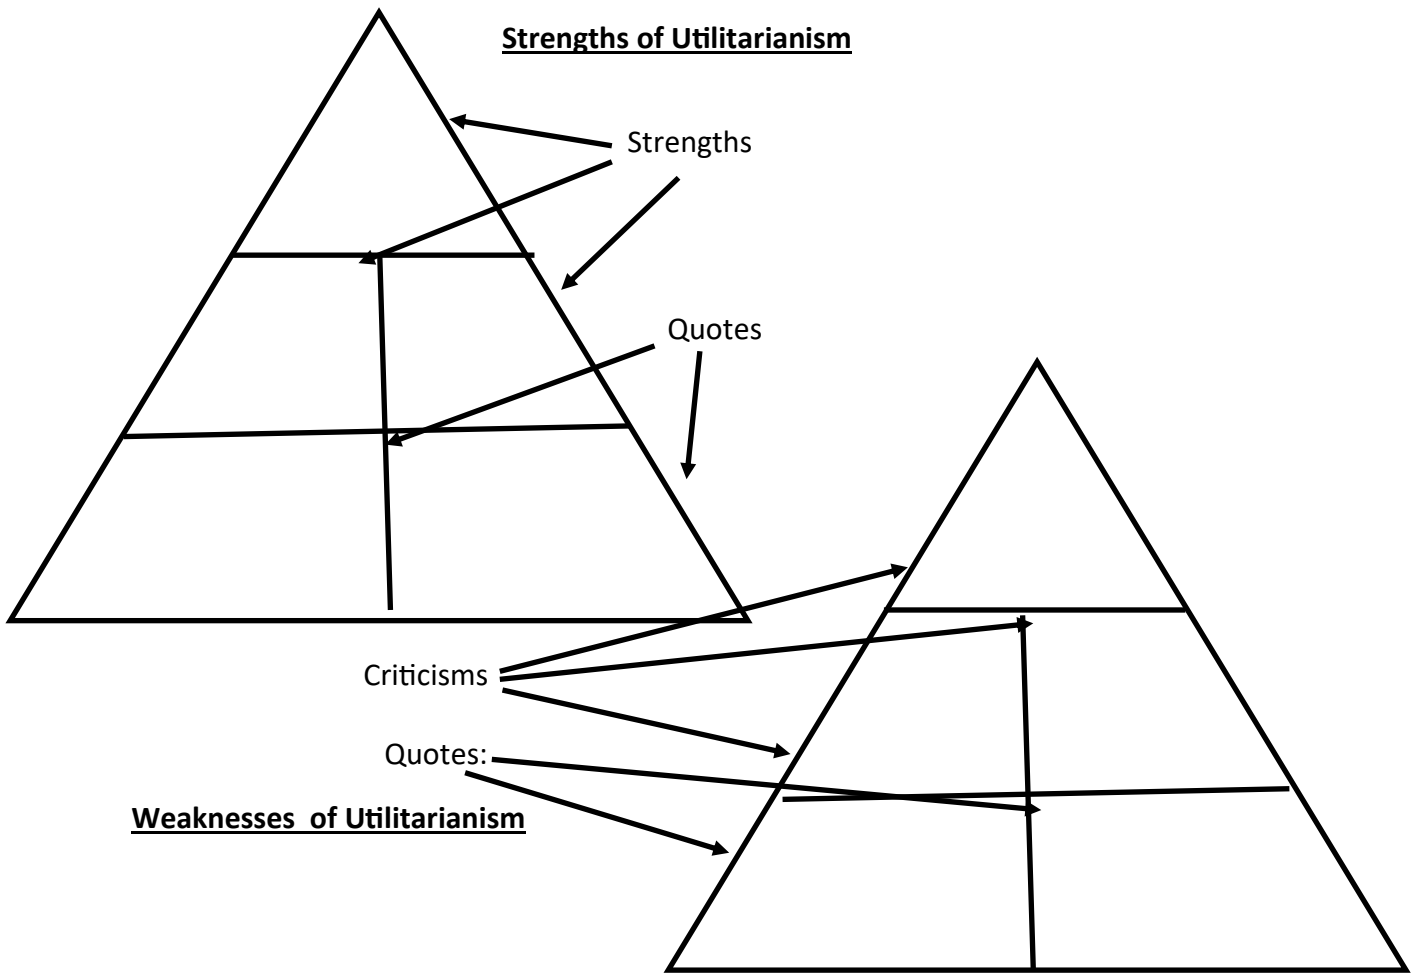 Strengths of Utilitarianism
Strengths
Quotes
Criticisms
Quotes:
Weaknesses  of Utilitarianism